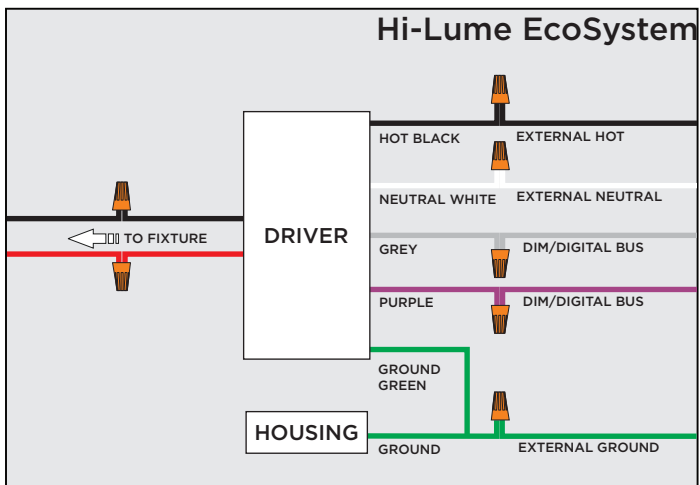 Hi-Lume EcoSystem
HOT BLACK
EXTERNAL HOT
NEUTRAL WHITE
EXTERNAL NEUTRAL
TO FIXTURE
DRIVER
GREY
DIM/DIGITAL BUS
PURPLE
DIM/DIGITAL BUS
GROUND
GREEN
HOUSING
GROUND
EXTERNAL GROUND